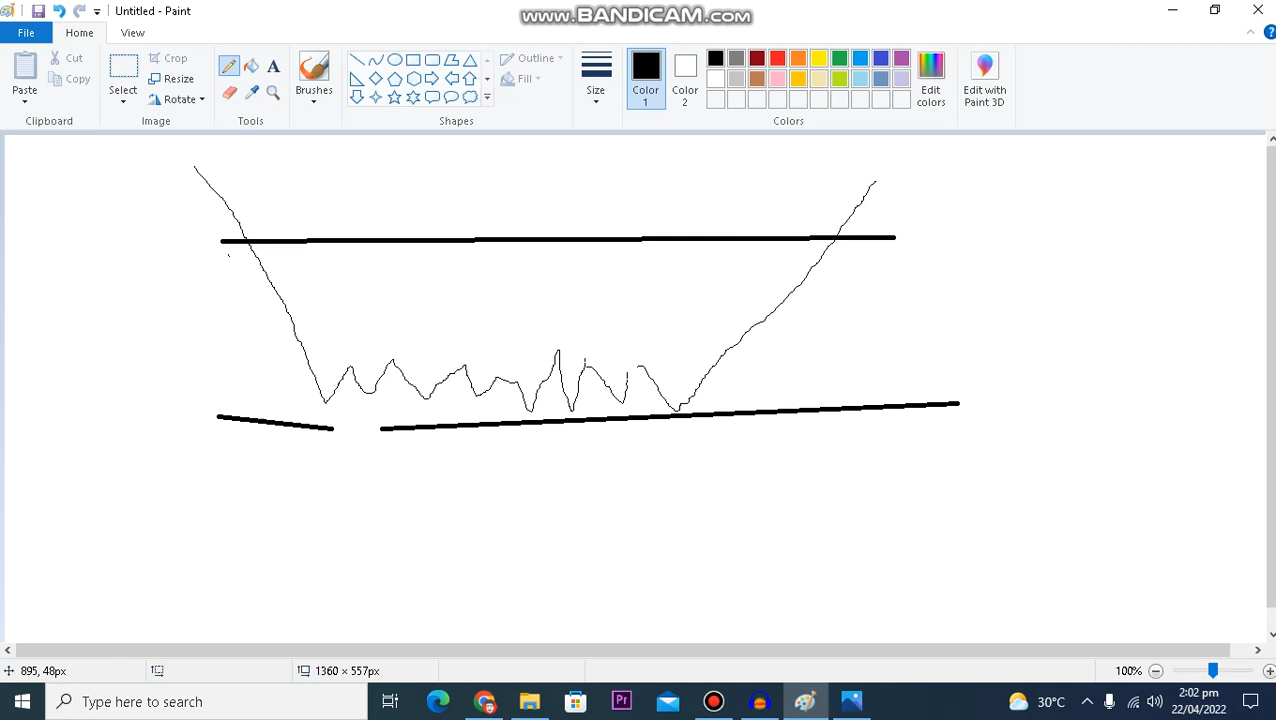 Untitled - Paint
www.BANDICAM.com
File
Home
View
Paste
Cut
Copy
Clipboard
Select
Crop
Resize
Rotate
Image
A
Tools
Brushes
Outline
Fill
Shapes
Size
Color 1
Color 2
Edit colors
Colors
Edit with Paint 3D
895, 48px
1360 × 557px
100%
Type here to search
Pr
30°C
2:02 pm
22/04/2022